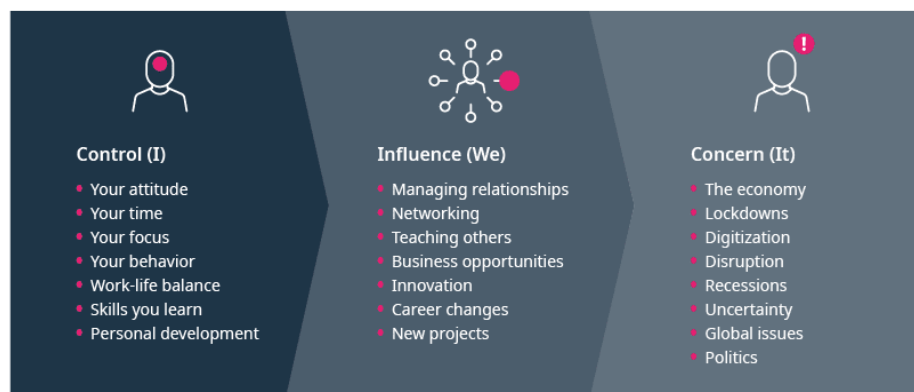 !
Control (I)
Your attitude
Your time
Your focus
Your behavior
Work-life balance
Skills you learn
Personal development
Influence (We)
Managing relationships
Networking
Teaching others
Business opportunities
Innovation
Career changes
New projects
Concern (It)
The economy
Lockdowns
Digitization
Disruption
Recessions
Uncertainty
Global issues
Politics